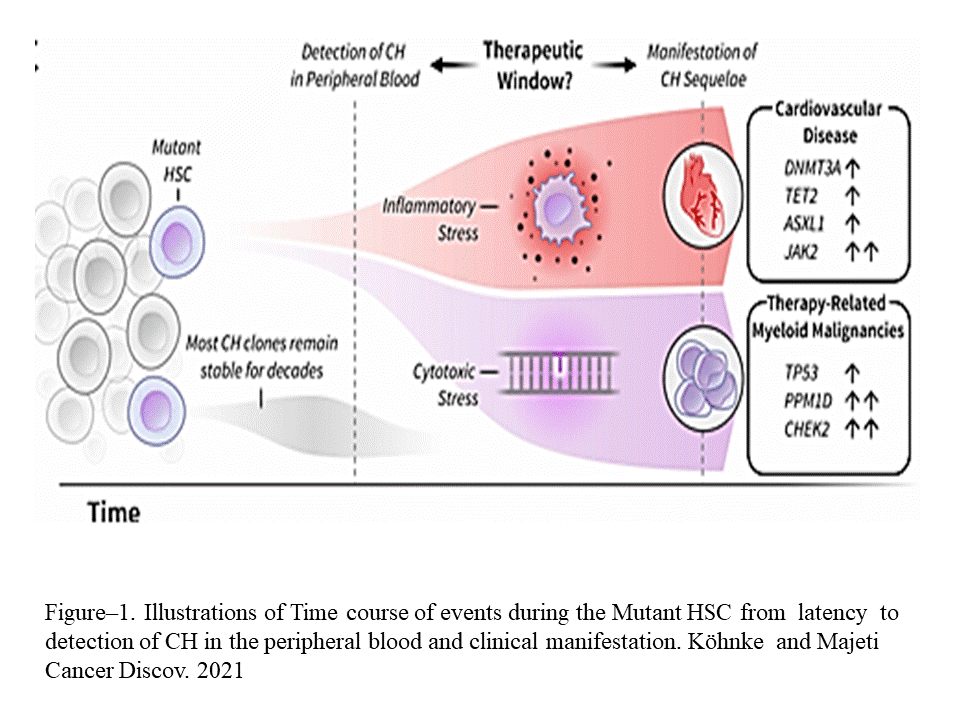 Detection of CH
in Peripheral Blood
Therapeutic
Window?
Manifestation of
CH Sequelae
Mutant
HSC
Inflammatory
Stress
Cardiovascular
Disease
DNMT3A ↑
TET2 ↑
ASXL1 ↑
JAK2 ↑↑
Most CH clones remain
stable for decades
Cytotoxic
Stress
Therapy-Related
Myeloid Malignancies
TP53 ↑
PPM1D ↑↑
CHEK2 ↑↑
Time
Figure–1. Illustrations of Time course of events during the Mutant HSC from latency to
detection of CH in the peripheral blood and clinical manifestation. Köhnke and Majeti
Cancer Discov. 2021